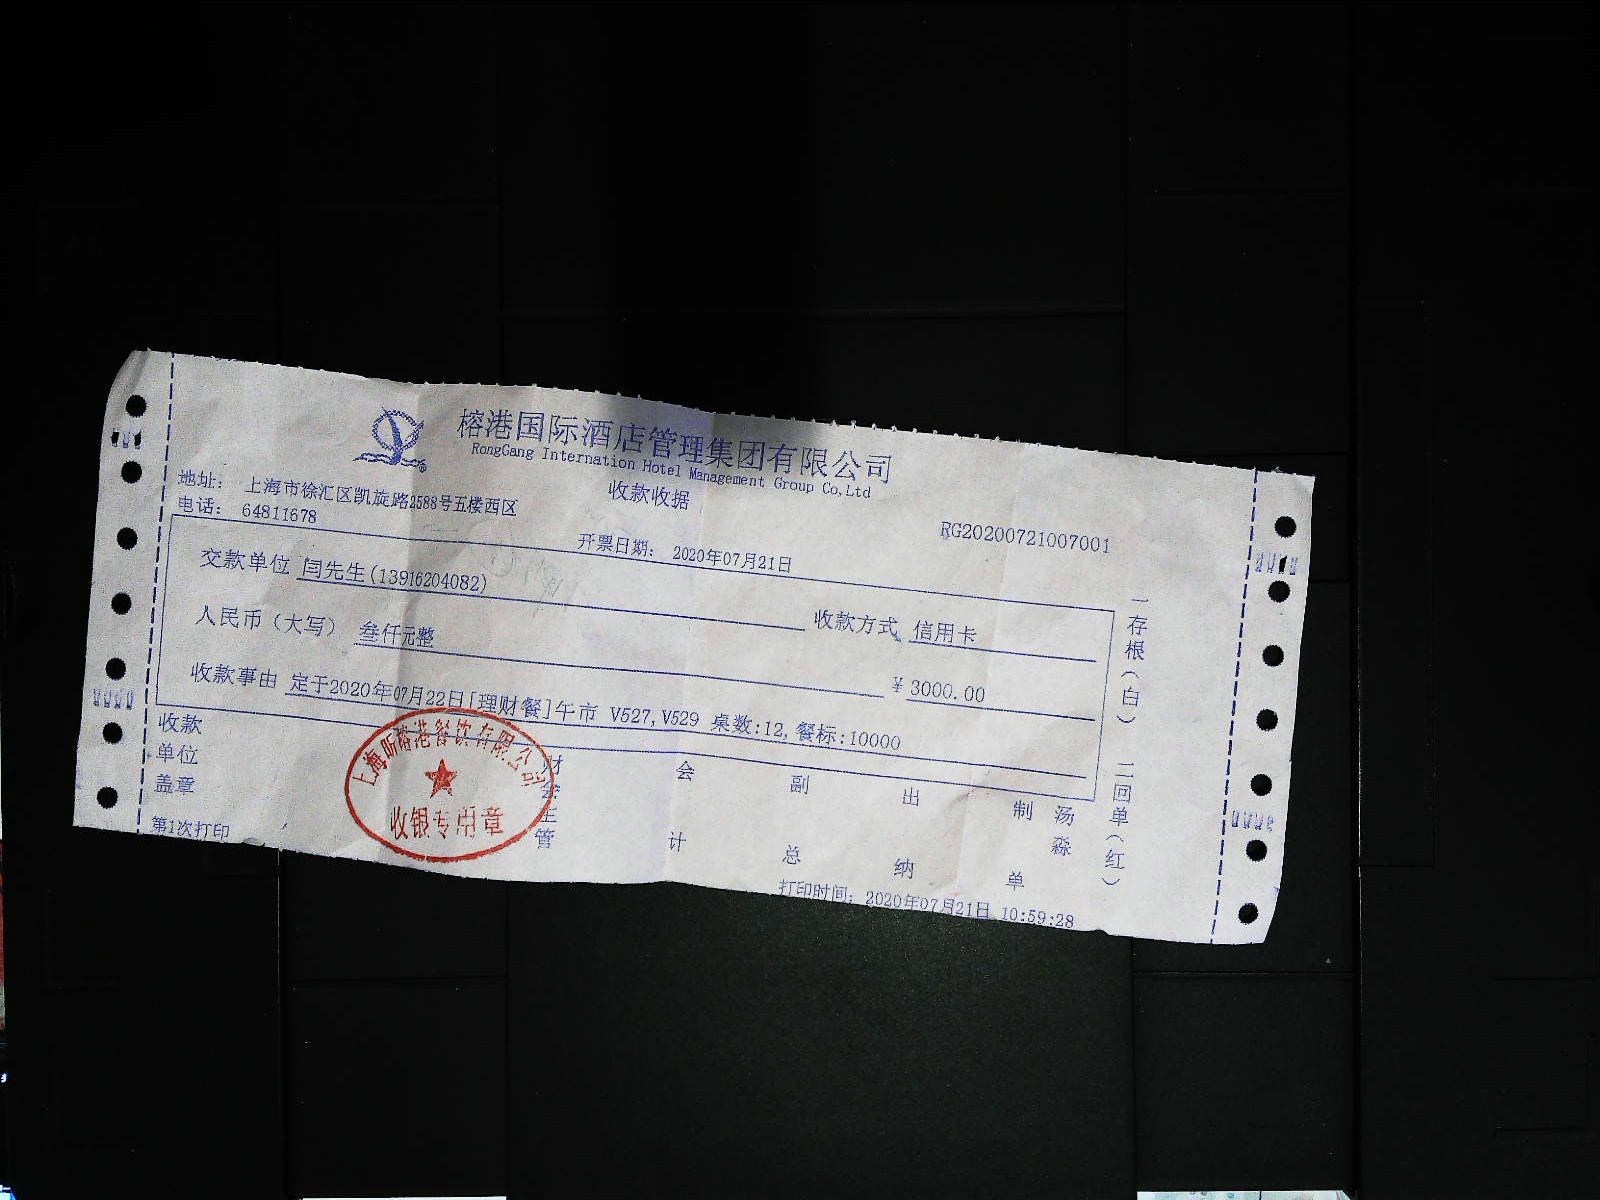 榕港国际酒店管理集团有限公司
RongGang Internation Hotel Management Group Co,Ltd
收款收据
地址： 上海市徐汇区凯旋路2588号五楼西区
电话： 64811678
RG20200721007001
开票日期： 2020年07月21日
交款单位 闫先生(13916204082)
收款方式 信用卡
人民币（大写） 叁仟元整
¥ 3000.00
收款事由 定于2020年07月22日[理财餐]午市 V527,V529 桌数:12,餐标:10000
一存根（白） 二回单（红）
收款单位盖章
上海昕榕港餐饮有限公司
收银专用章
财会主管
会计
副总
出纳
制单
汤淼
第1次打印
打印时间：2020年07月21日 10:59:28